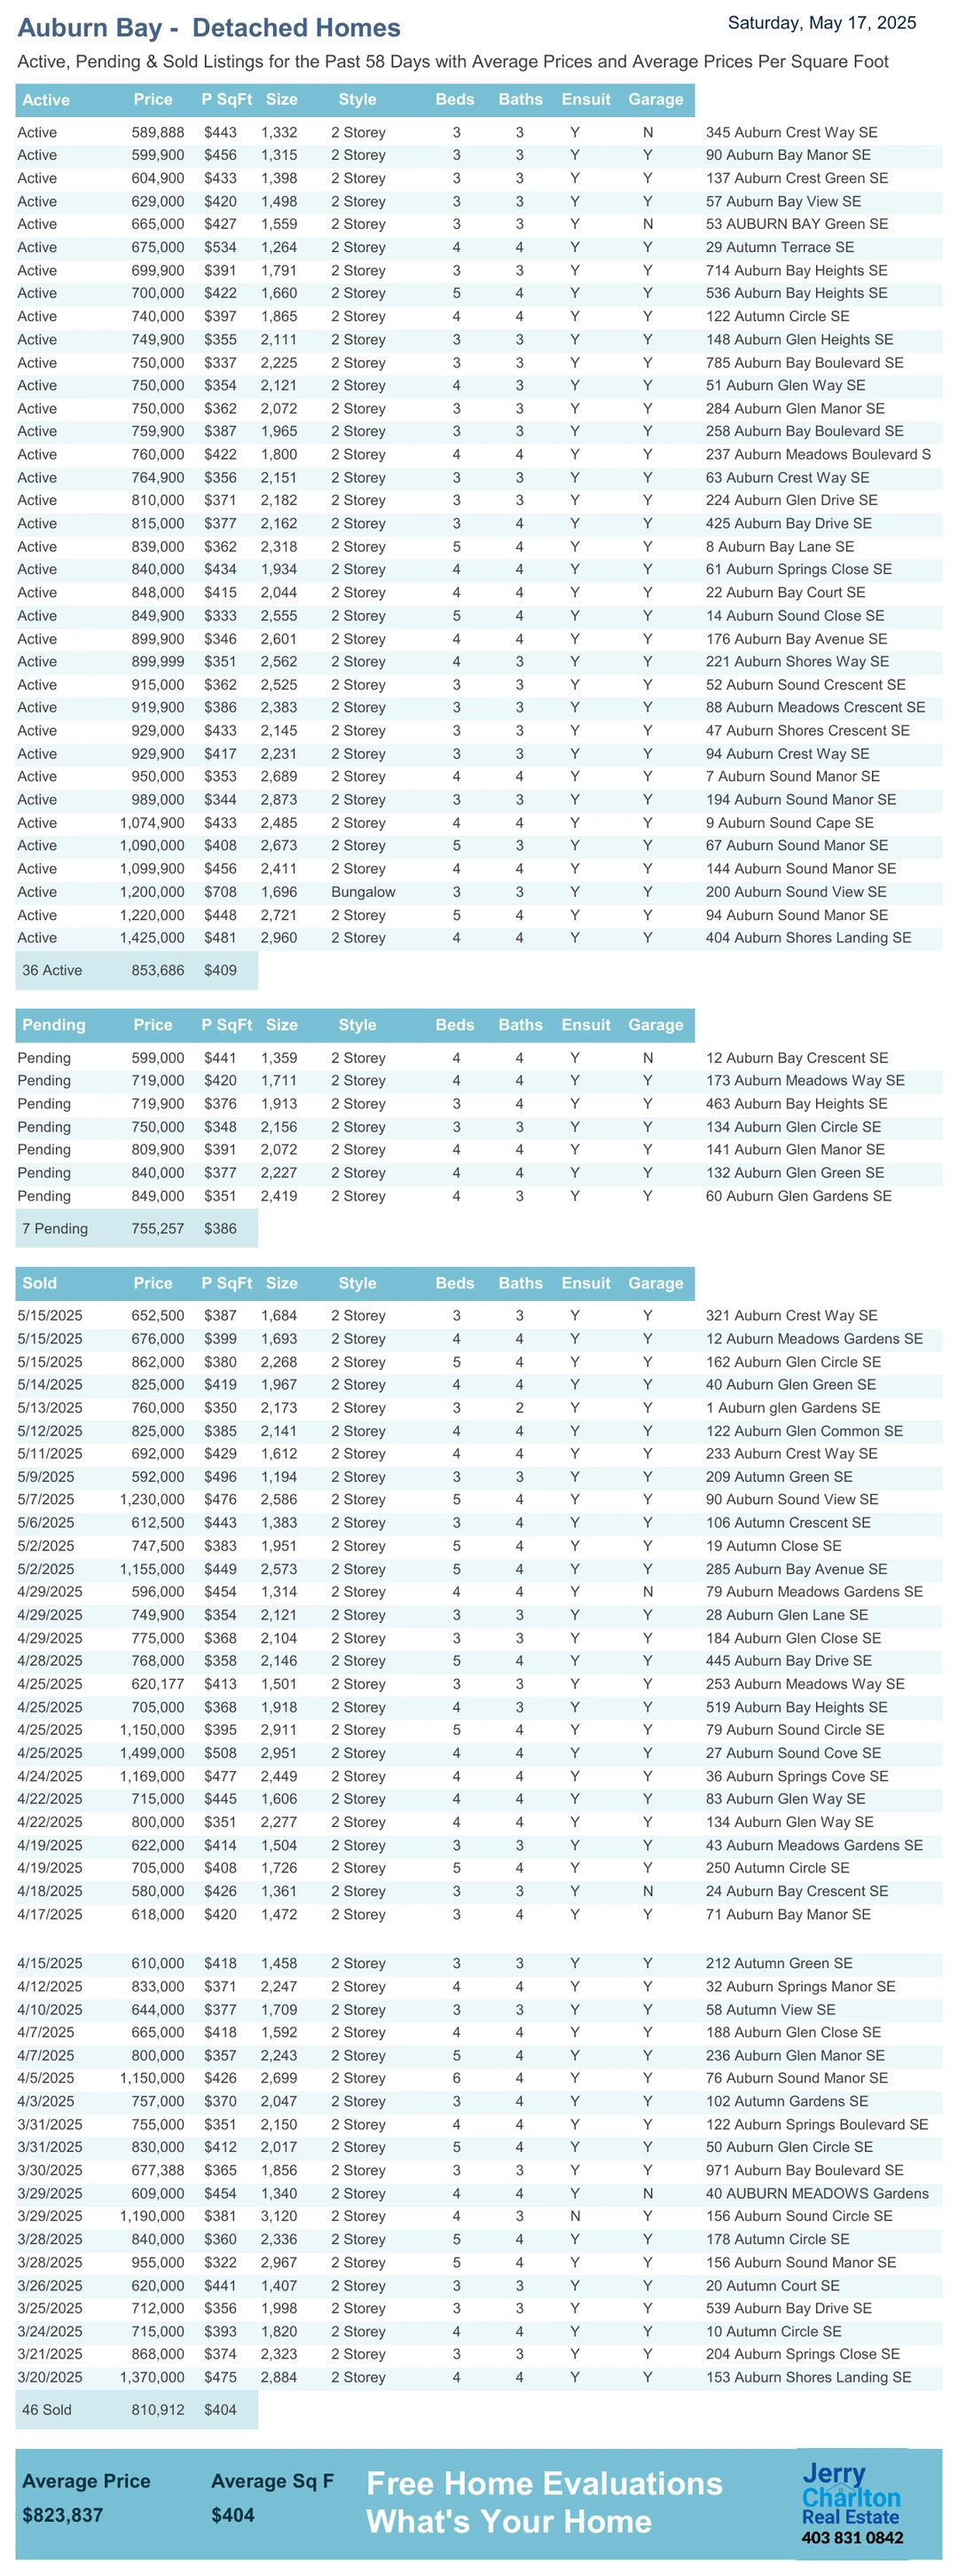 Auburn Bay - Detached Homes Saturday, May 17, 2025
Active, Pending & Sold Listings for the Past 58 Days with Average Prices and Average Prices Per Square Foot
Active Price P SqFt Size Style Beds Baths Ensuit Garage
Active 589,888 $443 1,332 2 Storey 3 3 Y N 345 Auburn Crest Way SE
Active 599,900 $456 1,315 2 Storey 3 3 Y Y 90 Auburn Bay Manor SE
Active 604,900 $433 1,398 2 Storey 3 3 Y Y 137 Auburn Crest Green SE
Active 629,000 $420 1,498 2 Storey 3 3 Y Y 57 Auburn Bay View SE
Active 665,000 $427 1,559 2 Storey 3 3 Y N 53 AUBURN BAY Green SE
Active 675,000 $534 1,264 2 Storey 4 4 Y Y 29 Autumn Terrace SE
Active 699,900 $391 1,791 2 Storey 3 3 Y Y 714 Auburn Bay Heights SE
Active 700,000 $422 1,660 2 Storey 5 4 Y Y 536 Auburn Bay Heights SE
Active 740,000 $397 1,865 2 Storey 4 4 Y Y 122 Autumn Circle SE
Active 749,900 $355 2,111 2 Storey 3 3 Y Y 148 Auburn Glen Heights SE
Active 750,000 $337 2,225 2 Storey 3 3 Y Y 785 Auburn Bay Boulevard SE
Active 750,000 $354 2,121 2 Storey 4 3 Y Y 51 Auburn Glen Way SE
Active 750,000 $362 2,072 2 Storey 3 3 Y Y 284 Auburn Glen Manor SE
Active 759,900 $387 1,965 2 Storey 3 3 Y Y 258 Auburn Bay Boulevard SE
Active 760,000 $422 1,800 2 Storey 4 4 Y Y 237 Auburn Meadows Boulevard S
Active 764,900 $356 2,151 2 Storey 3 3 Y Y 63 Auburn Crest Way SE
Active 810,000 $371 2,182 2 Storey 3 3 Y Y 224 Auburn Glen Drive SE
Active 815,000 $377 2,162 2 Storey 3 4 Y Y 425 Auburn Bay Drive SE
Active 839,000 $362 2,318 2 Storey 5 4 Y Y 8 Auburn Bay Lane SE
Active 840,000 $434 1,934 2 Storey 4 4 Y Y 61 Auburn Springs Close SE
Active 848,000 $415 2,044 2 Storey 4 4 Y Y 22 Auburn Bay Court SE
Active 849,900 $333 2,555 2 Storey 5 4 Y Y 14 Auburn Sound Close SE
Active 899,900 $346 2,601 2 Storey 4 4 Y Y 176 Auburn Bay Avenue SE
Active 899,999 $351 2,562 2 Storey 4 3 Y Y 221 Auburn Shores Way SE
Active 915,000 $362 2,525 2 Storey 3 3 Y Y 52 Auburn Sound Crescent SE
Active 919,900 $386 2,383 2 Storey 3 3 Y Y 88 Auburn Meadows Crescent SE
Active 929,000 $433 2,145 2 Storey 3 3 Y Y 47 Auburn Shores Crescent SE
Active 929,900 $417 2,231 2 Storey 3 3 Y Y 94 Auburn Crest Way SE
Active 950,000 $353 2,689 2 Storey 4 4 Y Y 7 Auburn Sound Manor SE
Active 989,000 $344 2,873 2 Storey 3 3 Y Y 194 Auburn Sound Manor SE
Active 1,074,900 $433 2,485 2 Storey 4 4 Y Y 9 Auburn Sound Cape SE
Active 1,090,000 $408 2,673 2 Storey 5 3 Y Y 67 Auburn Sound Manor SE
Active 1,099,900 $456 2,411 2 Storey 4 4 Y Y 144 Auburn Sound Manor SE
Active 1,200,000 $708 1,696 Bungalow 3 3 Y Y 200 Auburn Sound View SE
Active 1,220,000 $448 2,721 2 Storey 5 4 Y Y 94 Auburn Sound Manor SE
Active 1,425,000 $481 2,960 2 Storey 4 4 Y Y 404 Auburn Shores Landing SE
36 Active 853,686 $409
Pending Price P SqFt Size Style Beds Baths Ensuit Garage
Pending 599,000 $441 1,359 2 Storey 4 4 Y N 12 Auburn Bay Crescent SE
Pending 719,000 $420 1,711 2 Storey 4 4 Y Y 173 Auburn Meadows Way SE
Pending 719,900 $376 1,913 2 Storey 3 4 Y Y 463 Auburn Bay Heights SE
Pending 750,000 $348 2,156 2 Storey 3 3 Y Y 134 Auburn Glen Circle SE
Pending 809,900 $391 2,072 2 Storey 4 4 Y Y 141 Auburn Glen Manor SE
Pending 840,000 $377 2,227 2 Storey 4 4 Y Y 132 Auburn Glen Green SE
Pending 849,000 $351 2,419 2 Storey 4 3 Y Y 60 Auburn Glen Gardens SE
7 Pending 755,257 $386
Sold Price P SqFt Size Style Beds Baths Ensuit Garage
5/15/2025 652,500 $387 1,684 2 Storey 3 3 Y Y 321 Auburn Crest Way SE
5/15/2025 676,000 $399 1,693 2 Storey 4 4 Y Y 12 Auburn Meadows Gardens SE
5/15/2025 862,000 $380 2,268 2 Storey 5 4 Y Y 162 Auburn Glen Circle SE
5/14/2025 825,000 $419 1,967 2 Storey 4 4 Y Y 40 Auburn Glen Green SE
5/13/2025 760,000 $350 2,173 2 Storey 3 2 Y Y 1 Auburn glen Gardens SE
5/12/2025 825,000 $385 2,141 2 Storey 4 4 Y Y 122 Auburn Glen Common SE
5/11/2025 692,000 $429 1,612 2 Storey 4 4 Y Y 233 Auburn Crest Way SE
5/9/2025 592,000 $496 1,194 2 Storey 3 3 Y Y 209 Autumn Green SE
5/7/2025 1,230,000 $476 2,586 2 Storey 5 4 Y Y 90 Auburn Sound View SE
5/6/2025 612,500 $443 1,383 2 Storey 3 4 Y Y 106 Autumn Crescent SE
5/2/2025 747,500 $383 1,951 2 Storey 5 4 Y Y 19 Autumn Close SE
5/2/2025 1,155,000 $449 2,573 2 Storey 5 4 Y Y 285 Auburn Bay Avenue SE
4/29/2025 596,000 $454 1,314 2 Storey 4 4 Y N 79 Auburn Meadows Gardens SE
4/29/2025 749,900 $354 2,121 2 Storey 3 3 Y Y 28 Auburn Glen Lane SE
4/29/2025 775,000 $368 2,104 2 Storey 3 3 Y Y 184 Auburn Glen Close SE
4/28/2025 768,000 $358 2,146 2 Storey 5 4 Y Y 445 Auburn Bay Drive SE
4/25/2025 620,177 $413 1,501 2 Storey 3 3 Y Y 253 Auburn Meadows Way SE
4/25/2025 705,000 $368 1,918 2 Storey 4 3 Y Y 519 Auburn Bay Heights SE
4/25/2025 1,150,000 $395 2,911 2 Storey 5 4 Y Y 79 Auburn Sound Circle SE
4/25/2025 1,499,000 $508 2,951 2 Storey 4 4 Y Y 27 Auburn Sound Cove SE
4/24/2025 1,169,000 $477 2,449 2 Storey 4 4 Y Y 36 Auburn Springs Cove SE
4/22/2025 715,000 $445 1,606 2 Storey 4 4 Y Y 83 Auburn Glen Way SE
4/22/2025 800,000 $351 2,277 2 Storey 4 4 Y Y 134 Auburn Glen Way SE
4/19/2025 622,000 $414 1,504 2 Storey 3 3 Y Y 43 Auburn Meadows Gardens SE
4/19/2025 705,000 $408 1,726 2 Storey 5 4 Y Y 250 Autumn Circle SE
4/18/2025 580,000 $426 1,361 2 Storey 3 3 Y N 24 Auburn Bay Crescent SE
4/17/2025 618,000 $420 1,472 2 Storey 3 4 Y Y 71 Auburn Bay Manor SE
4/15/2025 610,000 $418 1,458 2 Storey 3 3 Y Y 212 Autumn Green SE
4/12/2025 833,000 $371 2,247 2 Storey 4 4 Y Y 32 Auburn Springs Manor SE
4/10/2025 644,000 $377 1,709 2 Storey 3 3 Y Y 58 Autumn View SE
4/7/2025 665,000 $418 1,592 2 Storey 4 4 Y Y 188 Auburn Glen Close SE
4/7/2025 800,000 $357 2,243 2 Storey 5 4 Y Y 236 Auburn Glen Manor SE
4/5/2025 1,150,000 $426 2,699 2 Storey 6 4 Y Y 76 Auburn Sound Manor SE
4/3/2025 757,000 $370 2,047 2 Storey 3 4 Y Y 102 Autumn Gardens SE
3/31/2025 755,000 $351 2,150 2 Storey 4 4 Y Y 122 Auburn Springs Boulevard SE
3/31/2025 830,000 $412 2,017 2 Storey 5 4 Y Y 50 Auburn Glen Circle SE
3/30/2025 677,388 $365 1,856 2 Storey 3 3 Y Y 971 Auburn Bay Boulevard SE
3/29/2025 609,000 $454 1,340 2 Storey 4 4 Y N 40 AUBURN MEADOWS Gardens
3/29/2025 1,190,000 $381 3,120 2 Storey 4 3 N Y 156 Auburn Sound Circle SE
3/28/2025 840,000 $360 2,336 2 Storey 5 4 Y Y 178 Autumn Circle SE
3/28/2025 955,000 $322 2,967 2 Storey 5 4 Y Y 156 Auburn Sound Manor SE
3/26/2025 620,000 $441 1,407 2 Storey 3 3 Y Y 20 Autumn Court SE
3/25/2025 712,000 $356 1,998 2 Storey 3 3 Y Y 539 Auburn Bay Drive SE
3/24/2025 715,000 $393 1,820 2 Storey 4 4 Y Y 10 Autumn Circle SE
3/21/2025 868,000 $374 2,323 2 Storey 3 3 Y Y 204 Auburn Springs Close SE
3/20/2025 1,370,000 $475 2,884 2 Storey 4 4 Y Y 153 Auburn Shores Landing SE
46 Sold 810,912 $404
Average Price Average Sq F
$823,837 $404
Free Home Evaluations
What's Your Home
Jerry
Charlton
Real Estate
403 831 0842